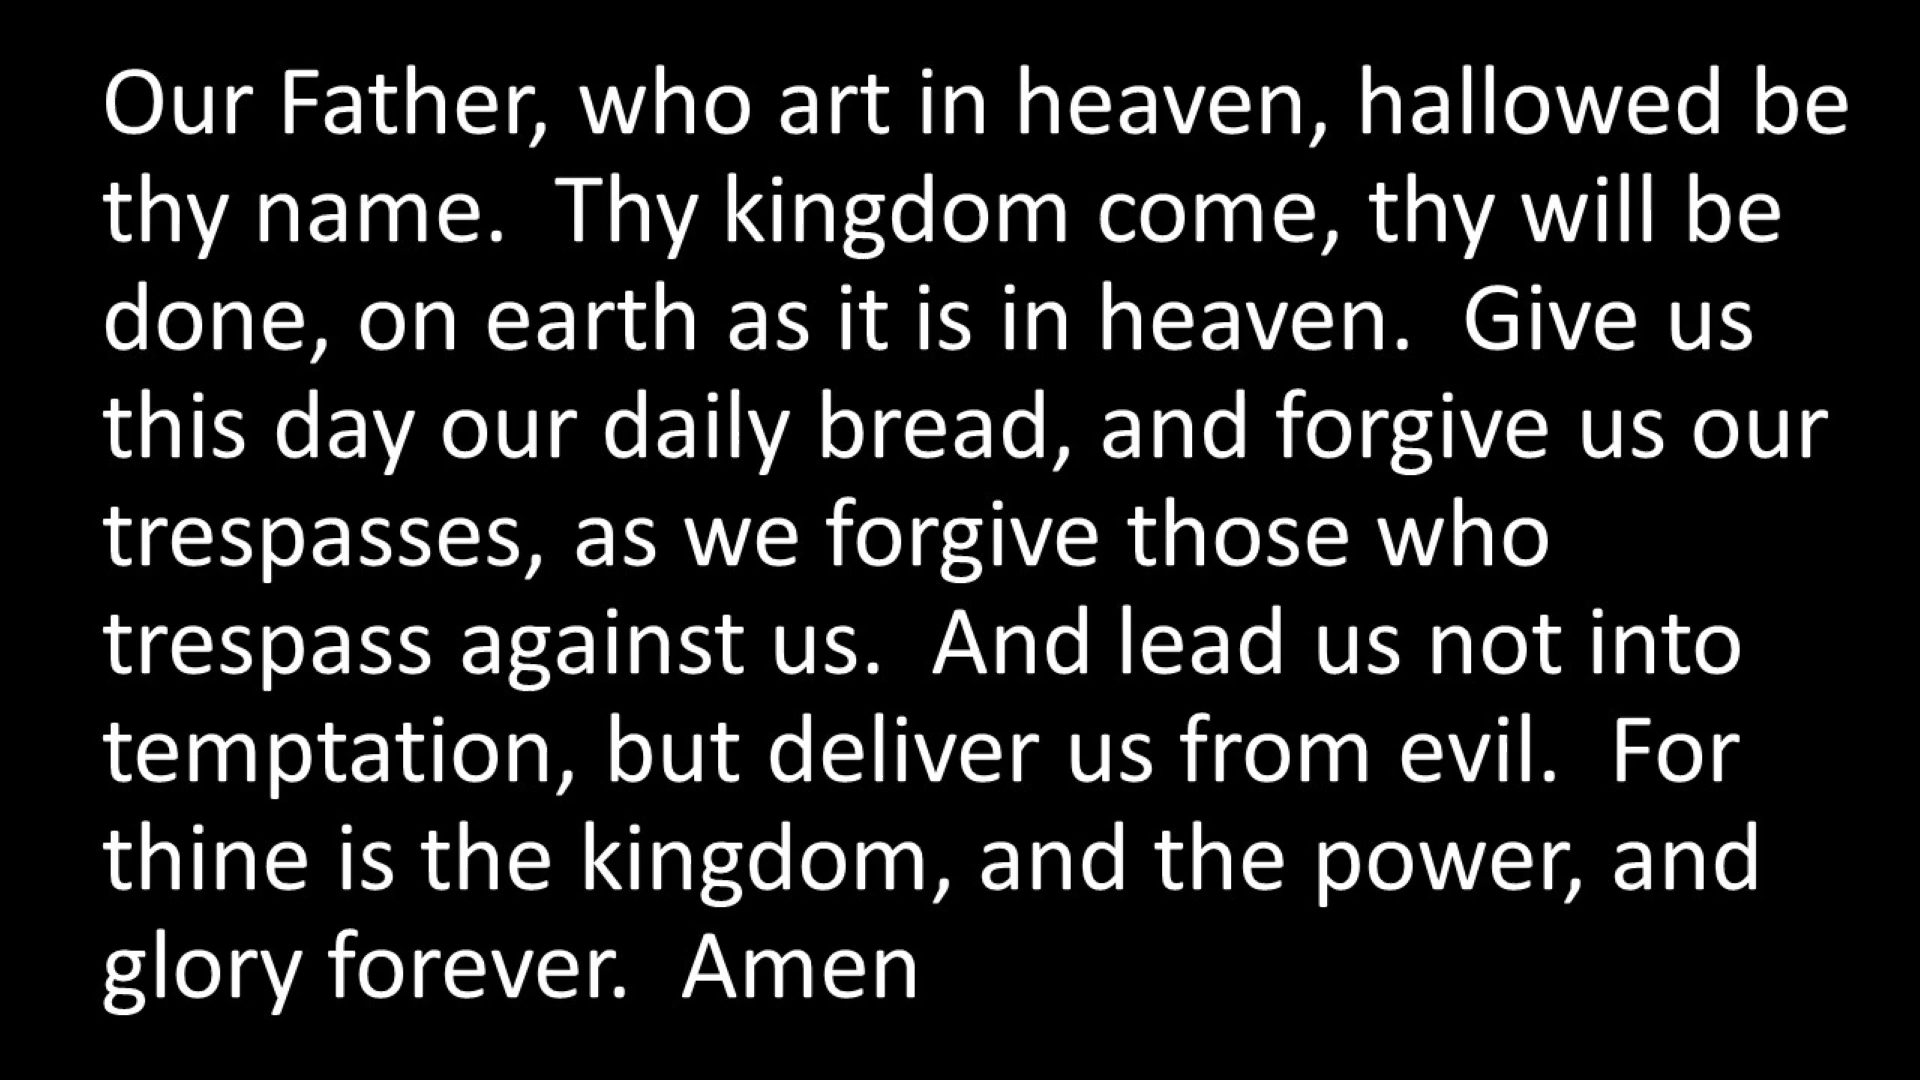 Our Father, who art in heaven, hallowed be
thy name.  Thy kingdom come, thy will be
done, on earth as it is in heaven.  Give us
this day our daily bread, and forgive us our
trespasses, as we forgive those who
trespass against us.  And lead us not into
temptation, but deliver us from evil.  For
thine is the kingdom, and the power, and
glory forever.  Amen